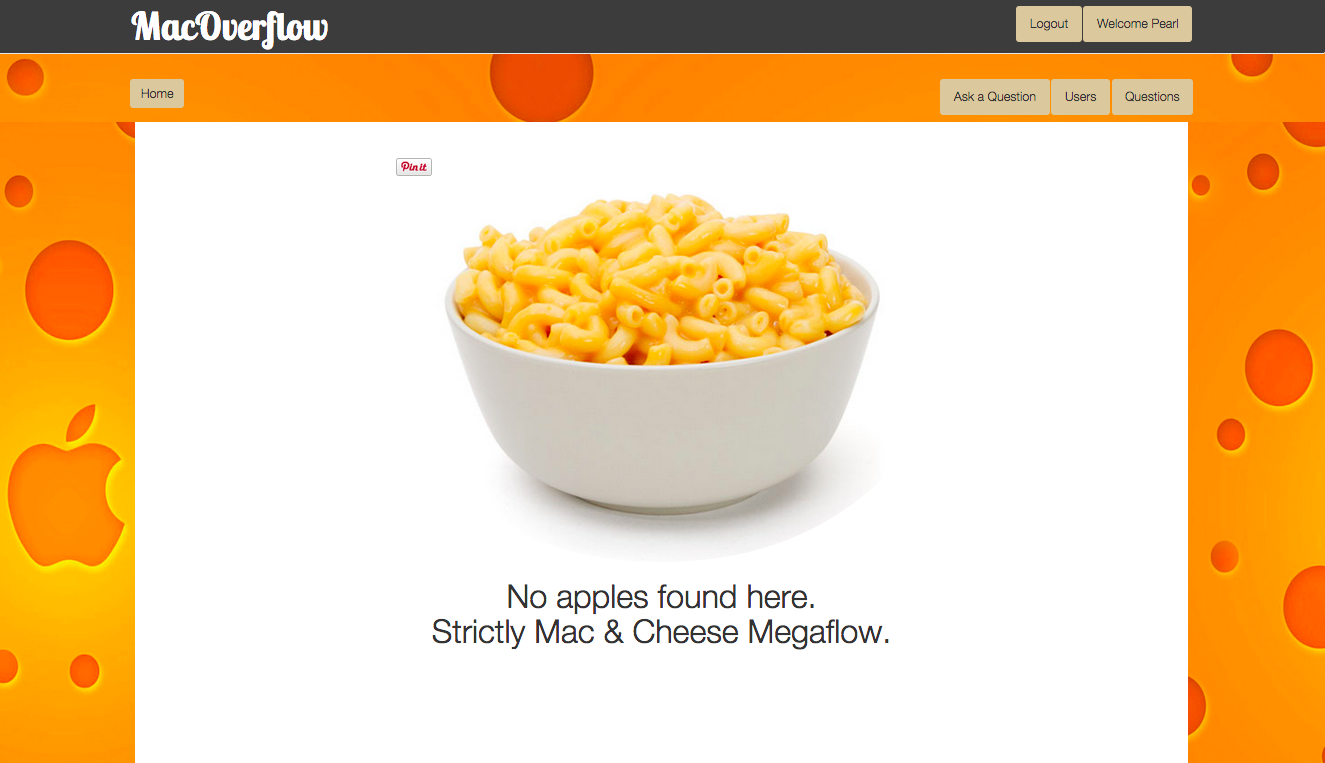 MacOverflow
Logout
Welcome Pearl
Home
Ask a Question
Users
Questions
Pin it
No apples found here.
Strictly Mac & Cheese Megaflow.